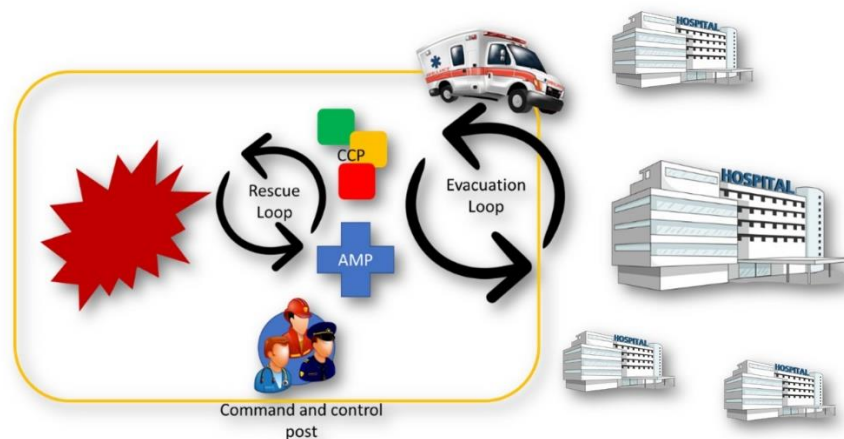 HOSPITAL
CCP
Rescue
Loop
Evacuation
Loop
HOSPITAL
AMP
HOSPITAL
HOSPITAL
Command and control
post